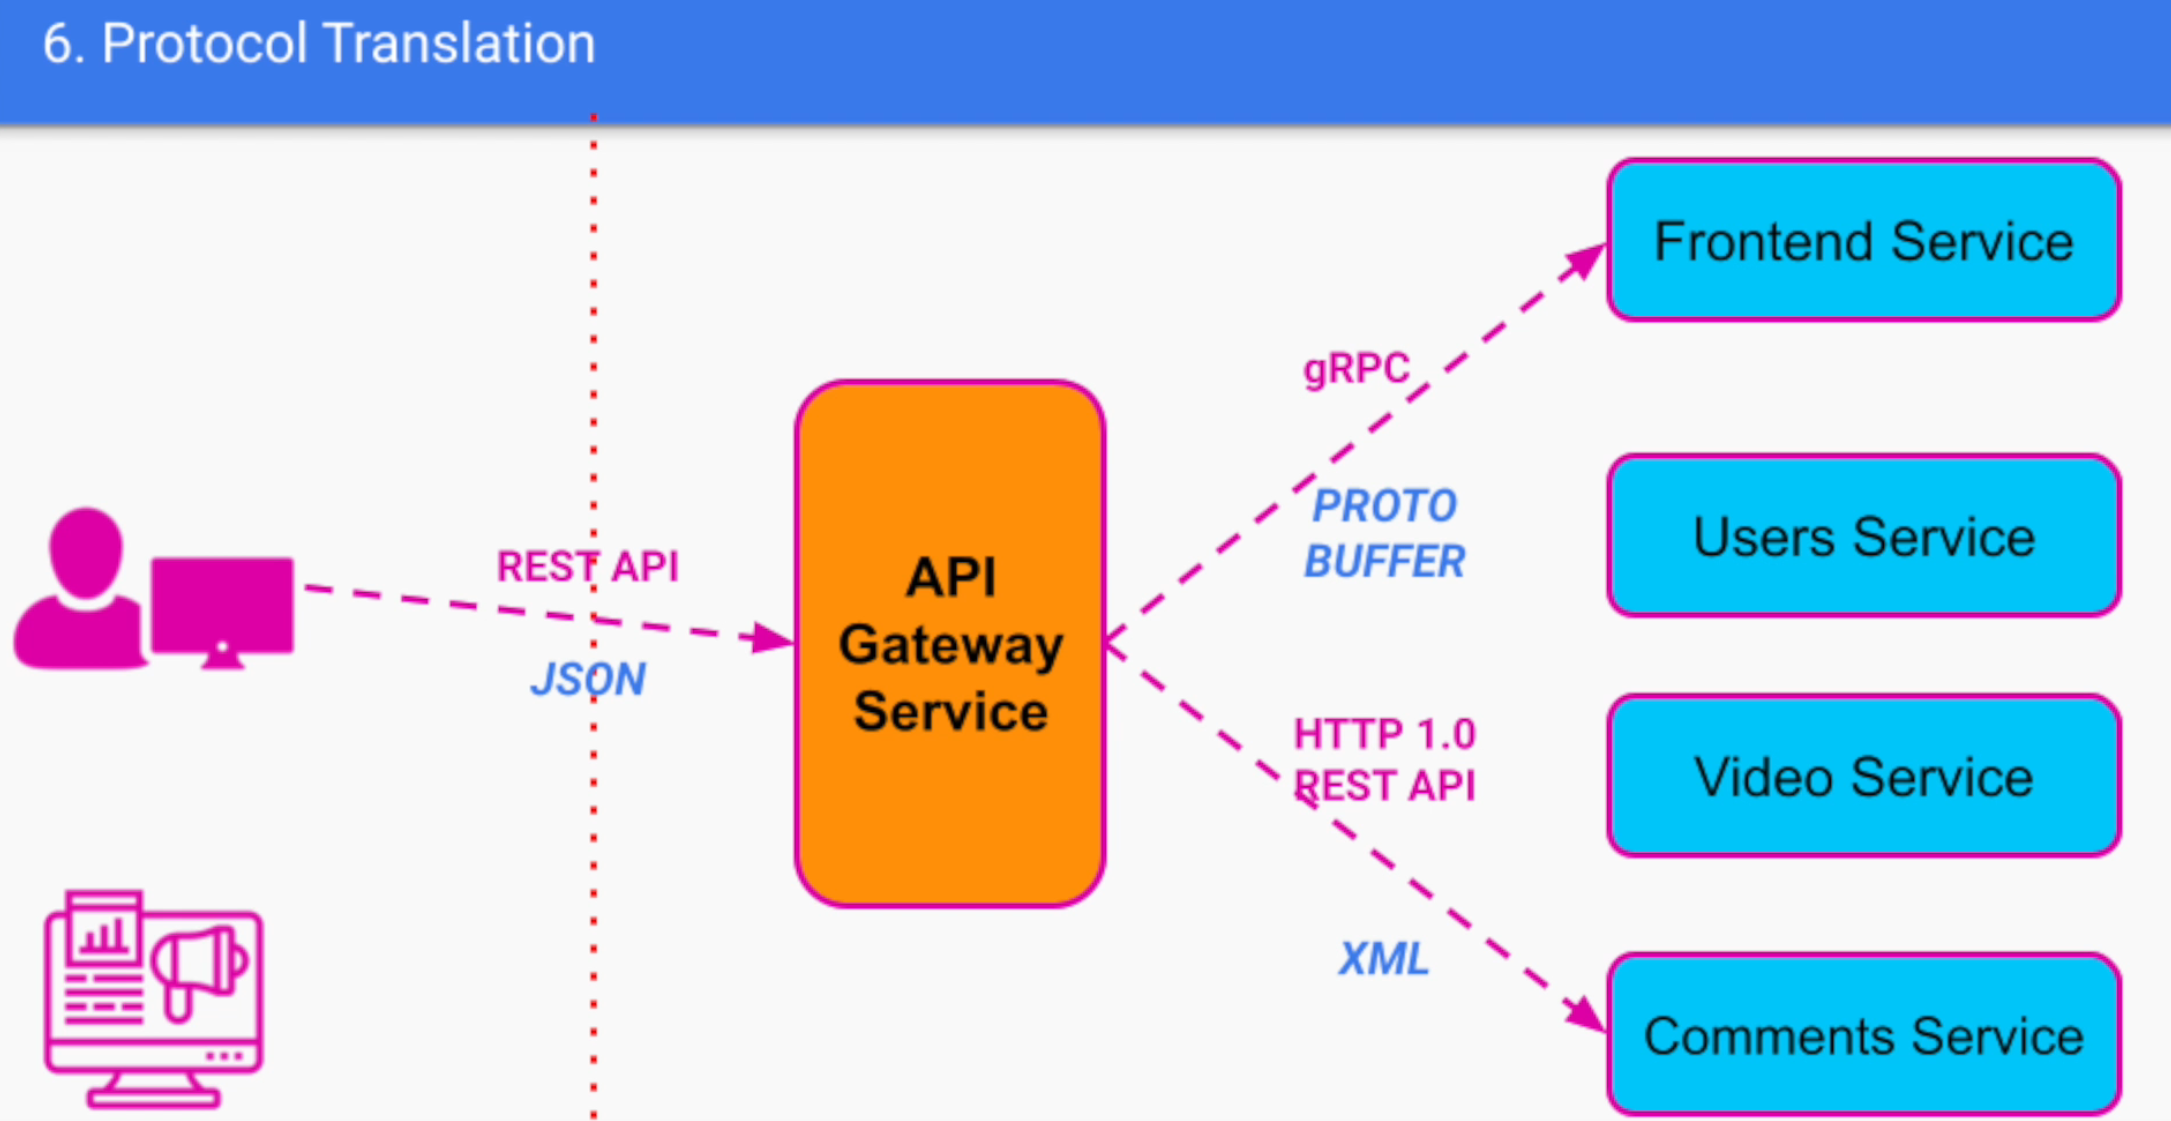 6. Protocol Translation
REST API
JSON
API
Gateway
Service
gRPC
PROTO
BUFFER
HTTP 1.0
REST API
XML
Frontend Service
Users Service
Video Service
Comments Service